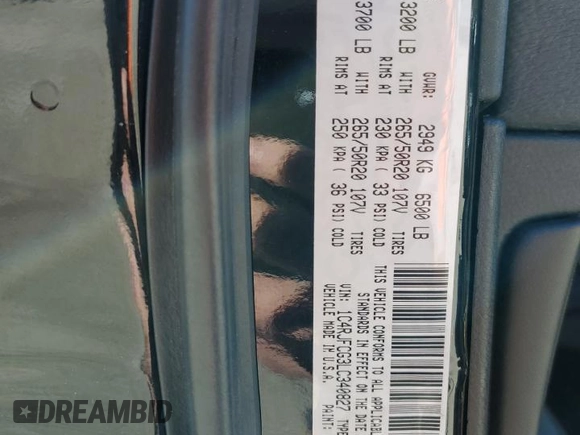 GVWR: 2949 KG 6500 LB
3200 LB WITH 265/50R20 107V TIRES
RIMS AT 230 KPA ( 33 PSI) COLD
3700 LB WITH 265/50R20 107V TIRES
RIMS AT 250 KPA ( 36 PSI) COLD
THIS VEHICLE CONFORMS TO ALL APPLICABLE
STANDARDS IN EFFECT ON THE DATE
VIN: 1C4RJFCG3LC340827 TYPE
VEHICLE MADE IN U.S.A. PAINT:
DREAMBID